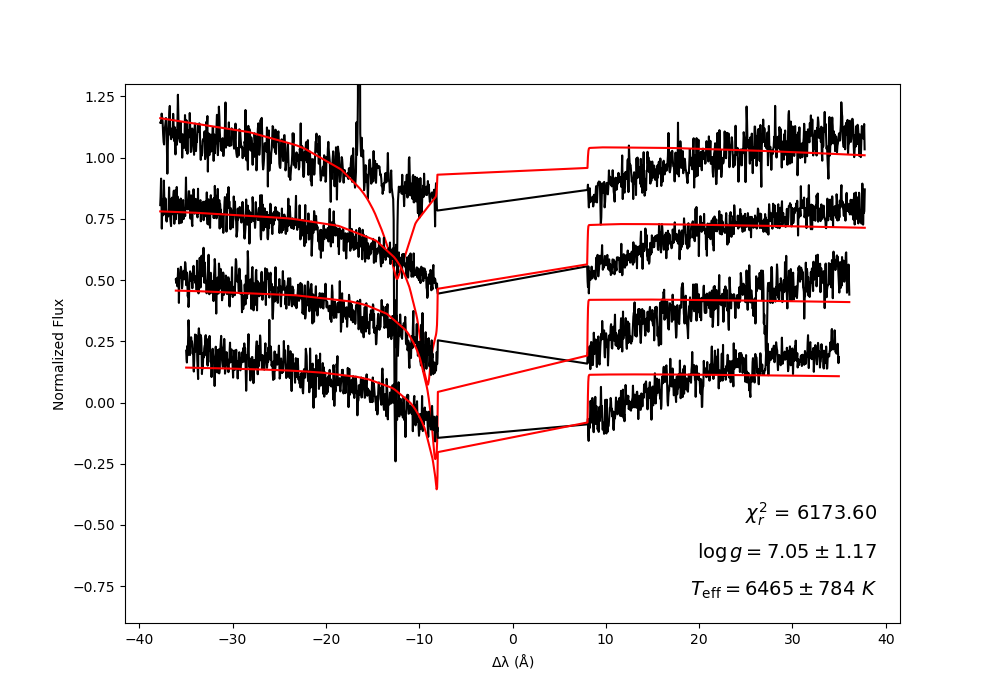 1.25
1.00
0.75
0.50
0.25
0.00
−0.25
−0.50
−0.75
Normalized Flux
χ²ᵣ = 6173.60
log g = 7.05 ± 1.17
T_eff = 6465 ± 784 K
−40 −30 −20 −10 0 10 20 30 40
Δλ (Å)